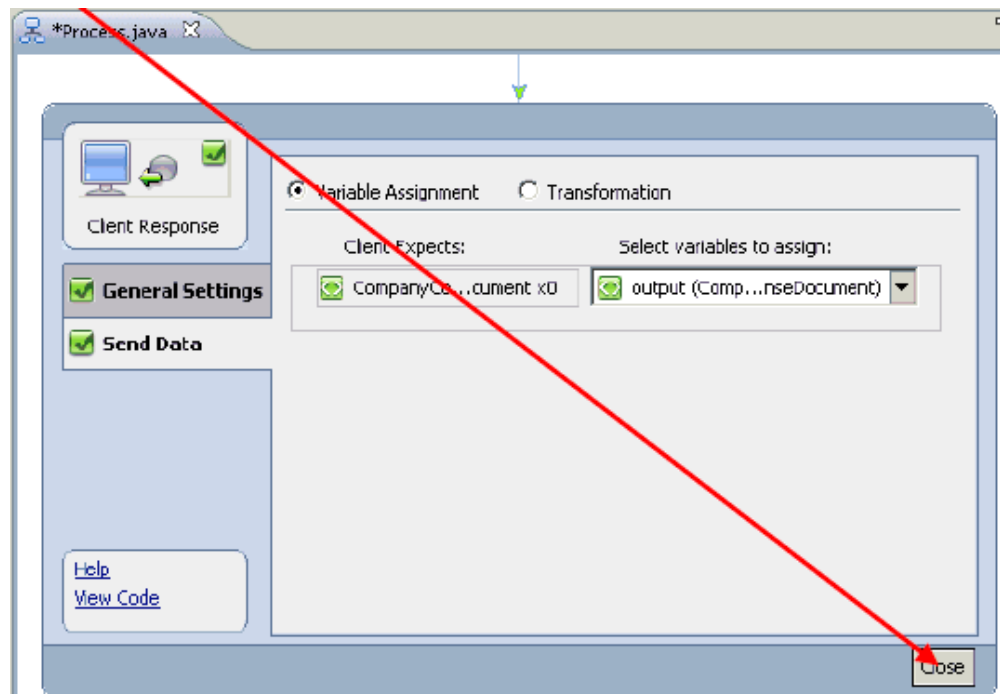 *Process.java
Variable Assignment Transformation
Client Response
Client Expects: Select variables to assign:
General Settings
CompanyCo...cument x0 output (Comp...nseDocument)
Send Data
Help
View Code
Close